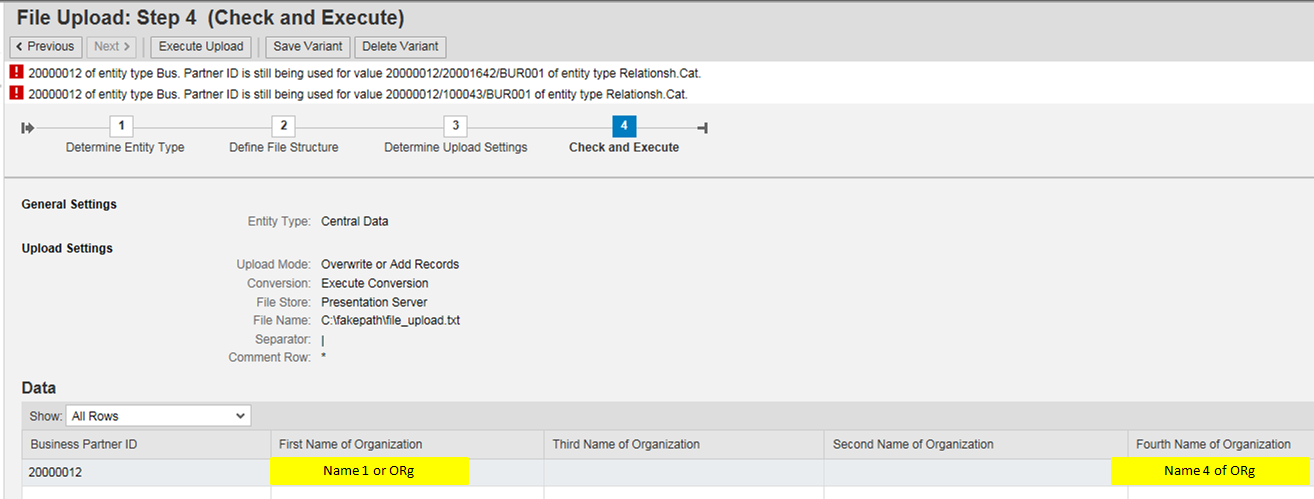 File Upload: Step 4 (Check and Execute)
Previous Next Execute Upload Save Variant Delete Variant
20000012 of entity type Bus. Partner ID is still being used for value 20000012/20001642/BUR001 of entity type Relationsh.Cat.
20000012 of entity type Bus. Partner ID is still being used for value 20000012/100043/BUR001 of entity type Relationsh.Cat.
1 2 3 4
Determine Entity Type Define File Structure Determine Upload Settings Check and Execute
General Settings
Entity Type: Central Data
Upload Settings
Upload Mode: Overwrite or Add Records
Conversion: Execute Conversion
File Store: Presentation Server
File Name: C:\fakepath\file_upload.txt
Separator: |
Comment Row: *
Data
Show: All Rows
Business Partner ID First Name of Organization Third Name of Organization Second Name of Organization Fourth Name of Organization
20000012 Name 1 or ORg Name 4 of ORg